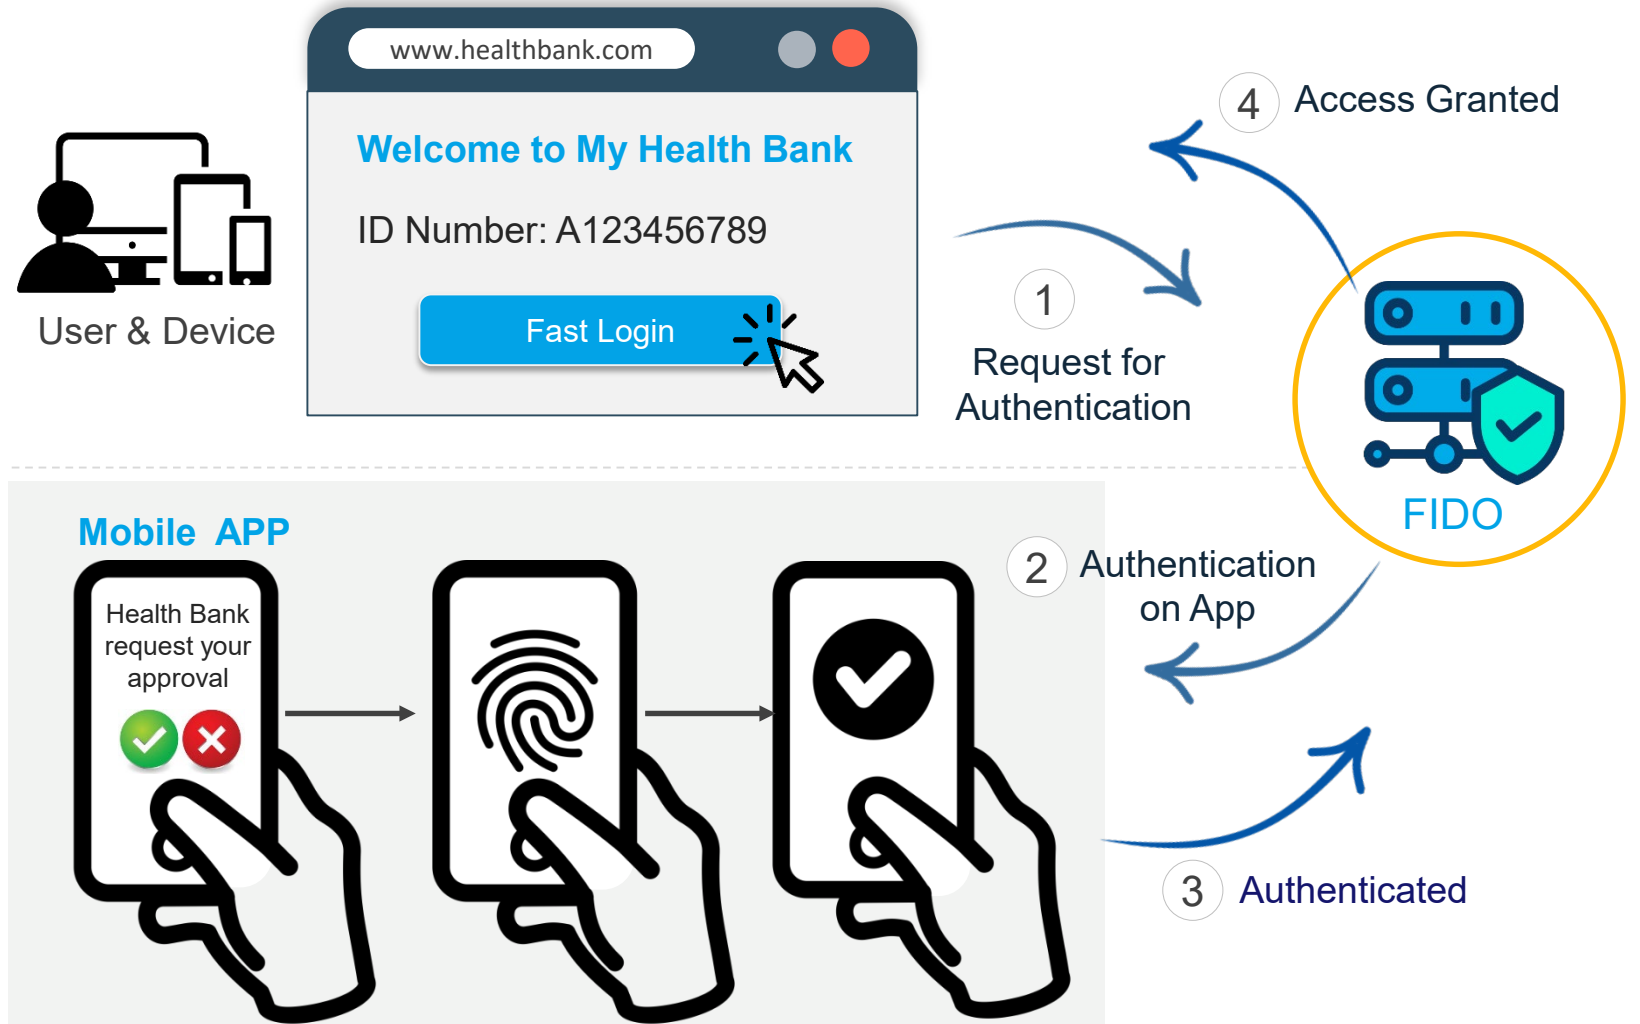 www.healthbank.com
Welcome to My Health Bank
ID Number: A123456789
Fast Login
User & Device
4 Access Granted
1
Request for
Authentication
FIDO
Mobile APP
Health Bank
request your
approval
2 Authentication
on App
3 Authenticated